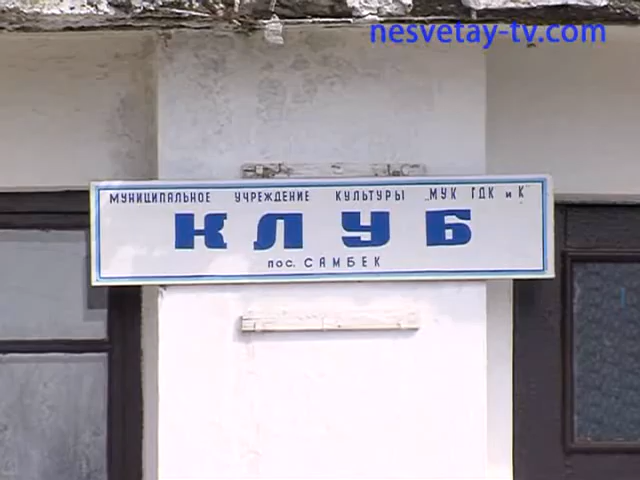 nesvetay-tv.com
МУНИЦИПАЛЬНОЕ УЧРЕЖДЕНИЕ КУЛЬТУРЫ „МУК ГДК и К"
КЛУБ
пос. САМБЕК